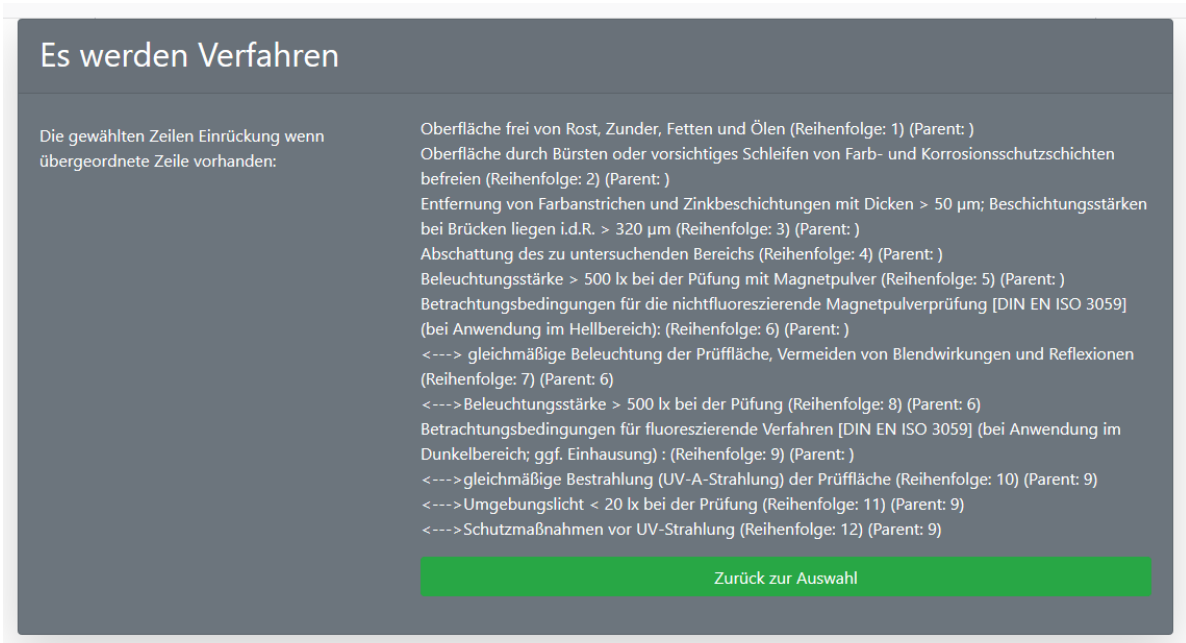 Es werden Verfahren
Die gewählten Zeilen Einrückung wenn
übergeordnete Zeile vorhanden:
Oberfläche frei von Rost, Zunder, Fetten und Ölen (Reihenfolge: 1) (Parent: )
Oberfläche durch Bürsten oder vorsichtiges Schleifen von Farb- und Korrosionsschutzschichten
befreien (Reihenfolge: 2) (Parent: )
Entfernung von Farbanstrichen und Zinkbeschichtungen mit Dicken > 50 µm; Beschichtungsstärken
bei Brücken liegen i.d.R. > 320 µm (Reihenfolge: 3) (Parent: )
Abschattung des zu untersuchenden Bereichs (Reihenfolge: 4) (Parent: )
Beleuchtungsstärke > 500 lx bei der Püfung mit Magnetpulver (Reihenfolge: 5) (Parent: )
Betrachtungsbedingungen für die nichtfluoreszierende Magnetpulverprüfung [DIN EN ISO 3059]
(bei Anwendung im Hellbereich): (Reihenfolge: 6) (Parent: )
<---> gleichmäßige Beleuchtung der Prüffläche, Vermeiden von Blendwirkungen und Reflexionen
(Reihenfolge: 7) (Parent: 6)
<--->Beleuchtungsstärke > 500 lx bei der Püfung (Reihenfolge: 8) (Parent: 6)
Betrachtungsbedingungen für fluoreszierende Verfahren [DIN EN ISO 3059] (bei Anwendung im
Dunkelbereich; ggf. Einhausung) : (Reihenfolge: 9) (Parent: )
<--->gleichmäßige Bestrahlung (UV-A-Strahlung) der Prüffläche (Reihenfolge: 10) (Parent: 9)
<--->Umgebungslicht < 20 lx bei der Prüfung (Reihenfolge: 11) (Parent: 9)
<--->Schutzmaßnahmen vor UV-Strahlung (Reihenfolge: 12) (Parent: 9)
Zurück zur Auswahl